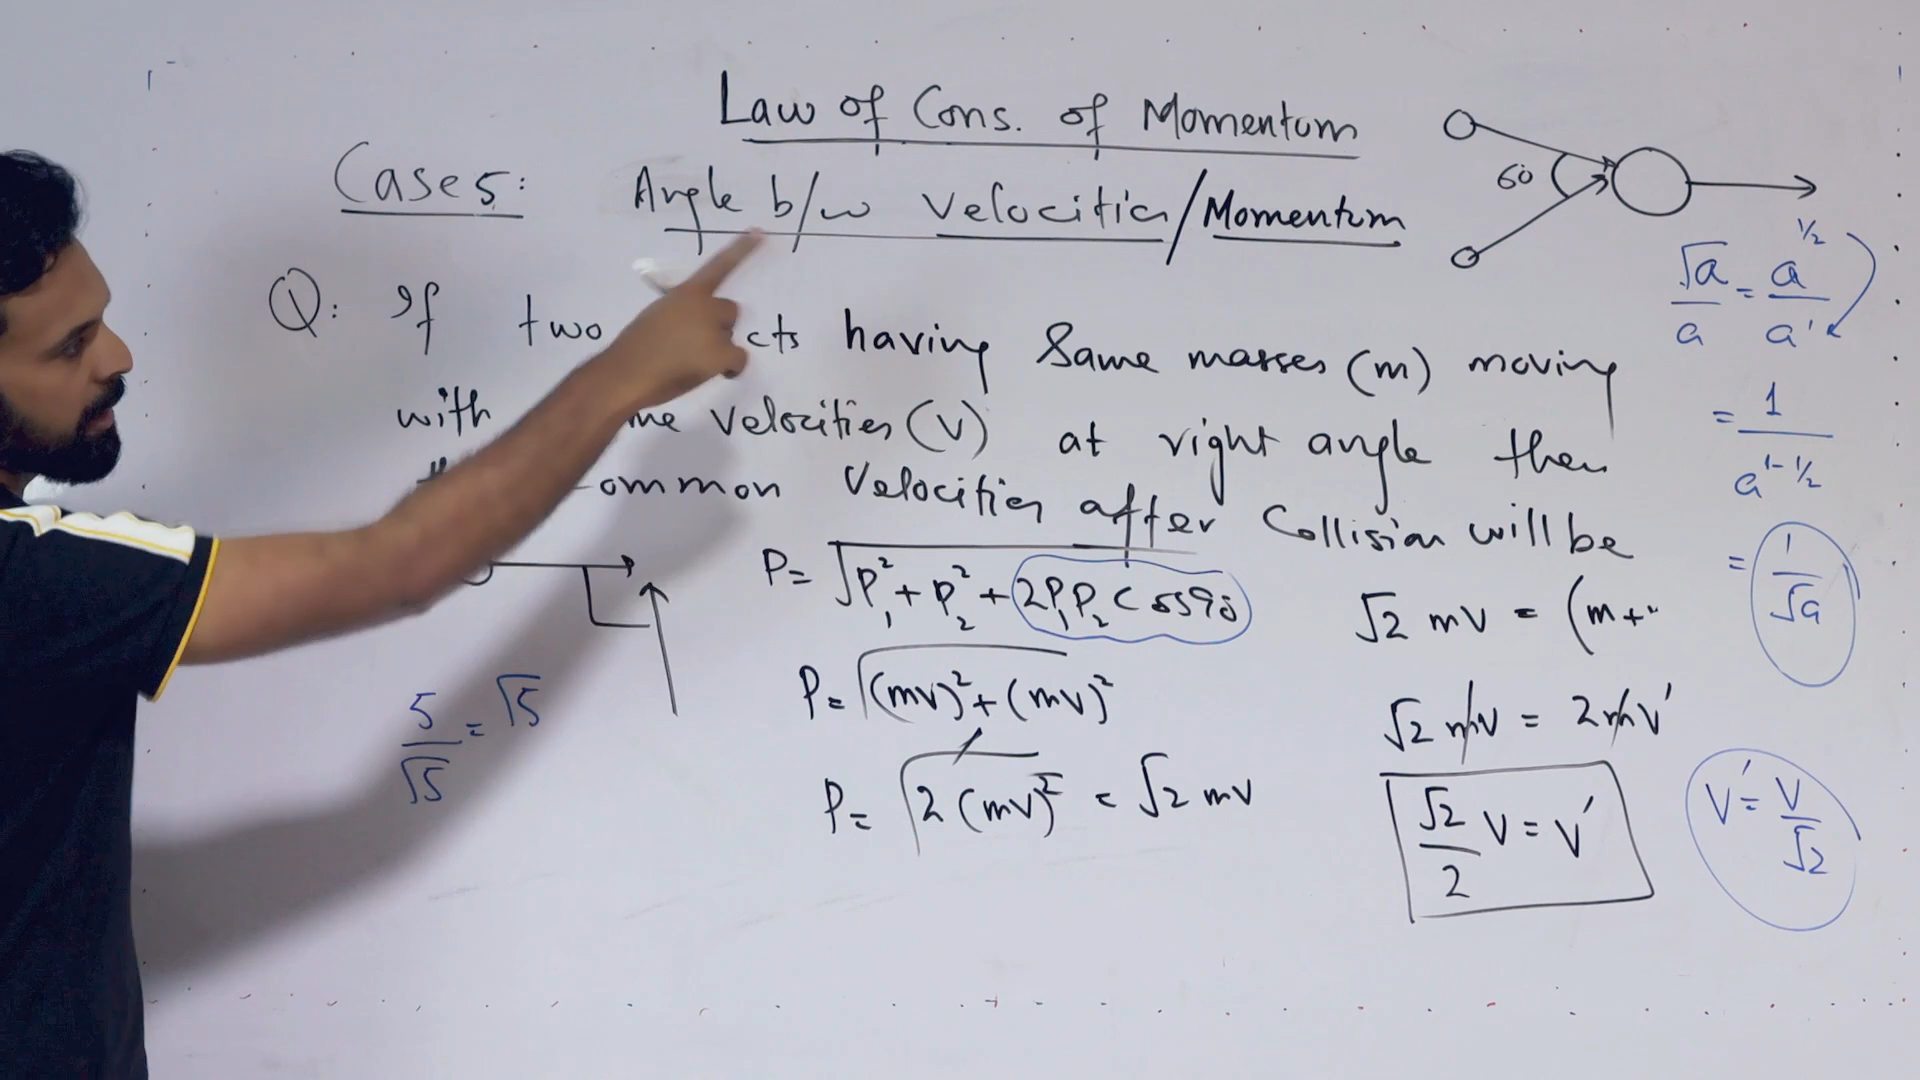 Law of Cons. of Momentum
Case 5: Angle b/w Velocities/Momentum
60
Q: If two cts having Same masses (m) moving
with me Velocities (V) at right angle then
ommon Velocities after Collision will be
P = √P₁² + P₂² + 2P₁P₂ Cos90
P = √(mv)² + (mv)²
P = √2(mv)² = √2 mv
√2 mv = (m+
√2 mv = 2mv'
√2/2 V = V'
5/√5 = √5
√a/a = a^1/2/a^1
= 1/a^1-1/2
= 1/√a
V' = V/√2